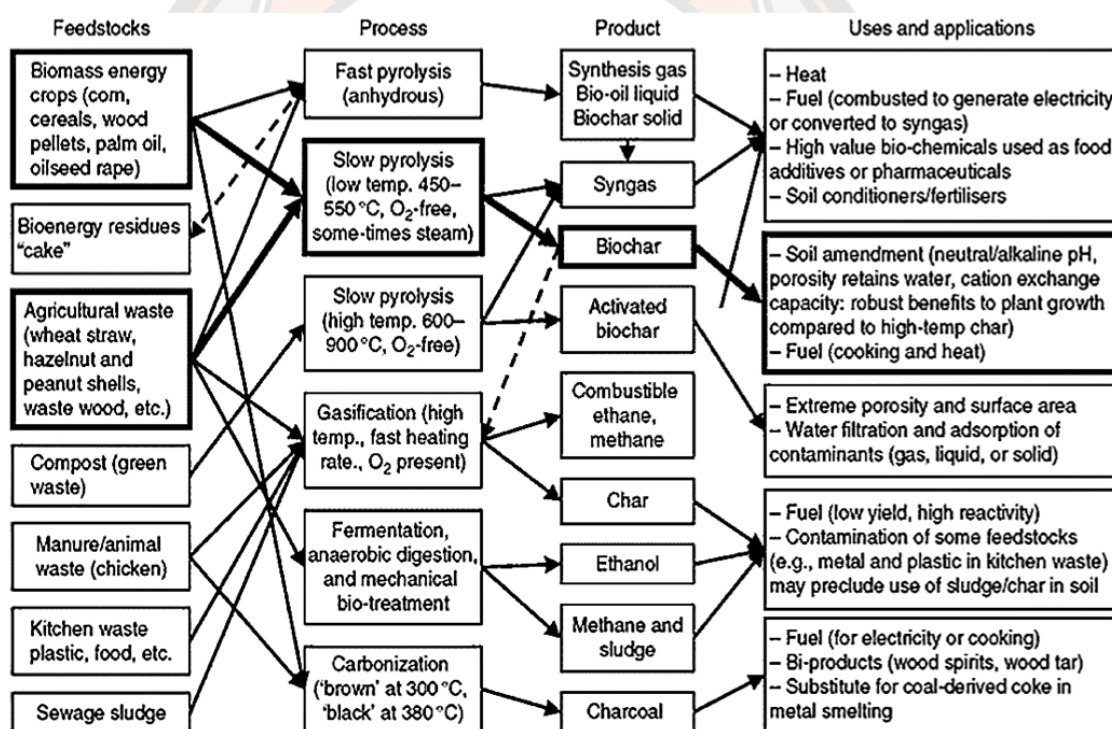 Feedstocks
Biomass energy
crops (corn,
cereals, wood
pellets, palm oil,
oilseed rape)
Bioenergy residues
“cake”
Agricultural waste
(wheat straw,
hazelnut and
peanut shells,
waste wood, etc.)
Compost (green
waste)
Manure/animal
waste (chicken)
Kitchen waste
plastic, food, etc.
Sewage sludge
Process
Fast pyrolysis
(anhydrous)
Slow pyrolysis
(low temp. 450–
550 °C, O₂-free,
some-times steam)
Slow pyrolysis
(high temp. 600–
900 °C, O₂-free)
Gasification (high
temp., fast heating
rate., O₂ present)
Fermentation,
anaerobic digestion,
and mechanical
bio-treatment
Carbonization
(‘brown’ at 300 °C,
‘black’ at 380 °C)
Product
Synthesis gas
Bio-oil liquid
Biochar solid
Syngas
Biochar
Activated
biochar
Combustible
ethane,
methane
Char
Ethanol
Methane and
sludge
Charcoal
Uses and applications
– Heat
– Fuel (combusted to generate electricity
or converted to syngas)
– High value bio-chemicals used as food
additives or pharmaceuticals
– Soil conditioners/fertilisers
– Soil amendment (neutral/alkaline pH,
porosity retains water, cation exchange
capacity: robust benefits to plant growth
compared to high-temp char)
– Fuel (cooking and heat)
– Extreme porosity and surface area
– Water filtration and adsorption of
contaminants (gas, liquid, or solid)
– Fuel (low yield, high reactivity)
– Contamination of some feedstocks
(e.g., metal and plastic in kitchen waste)
may preclude use of sludge/char in soil
– Fuel (for electricity or cooking)
– Bi-products (wood spirits, wood tar)
– Substitute for coal-derived coke in
metal smelting